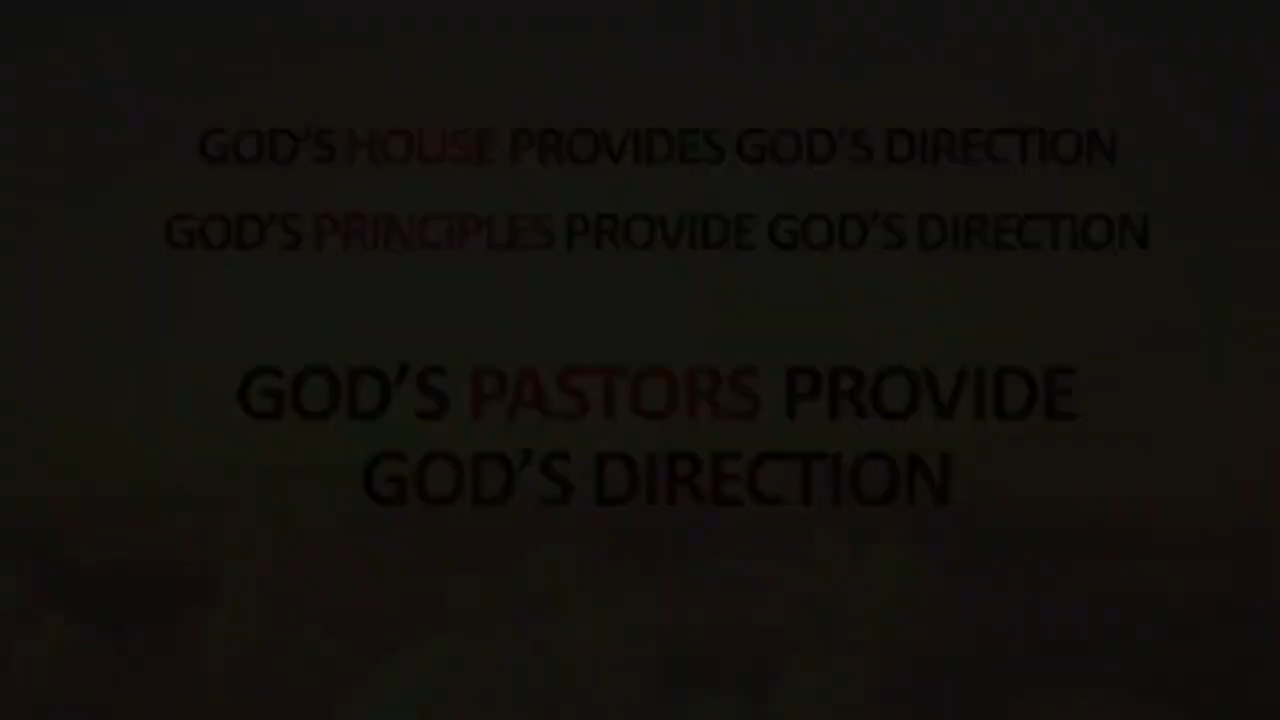 GOD'S HOUSE PROVIDES GOD'S DIRECTION
GOD'S PRINCIPLES PROVIDE GOD'S DIRECTION
GOD'S PASTORS PROVIDE
GOD'S DIRECTION